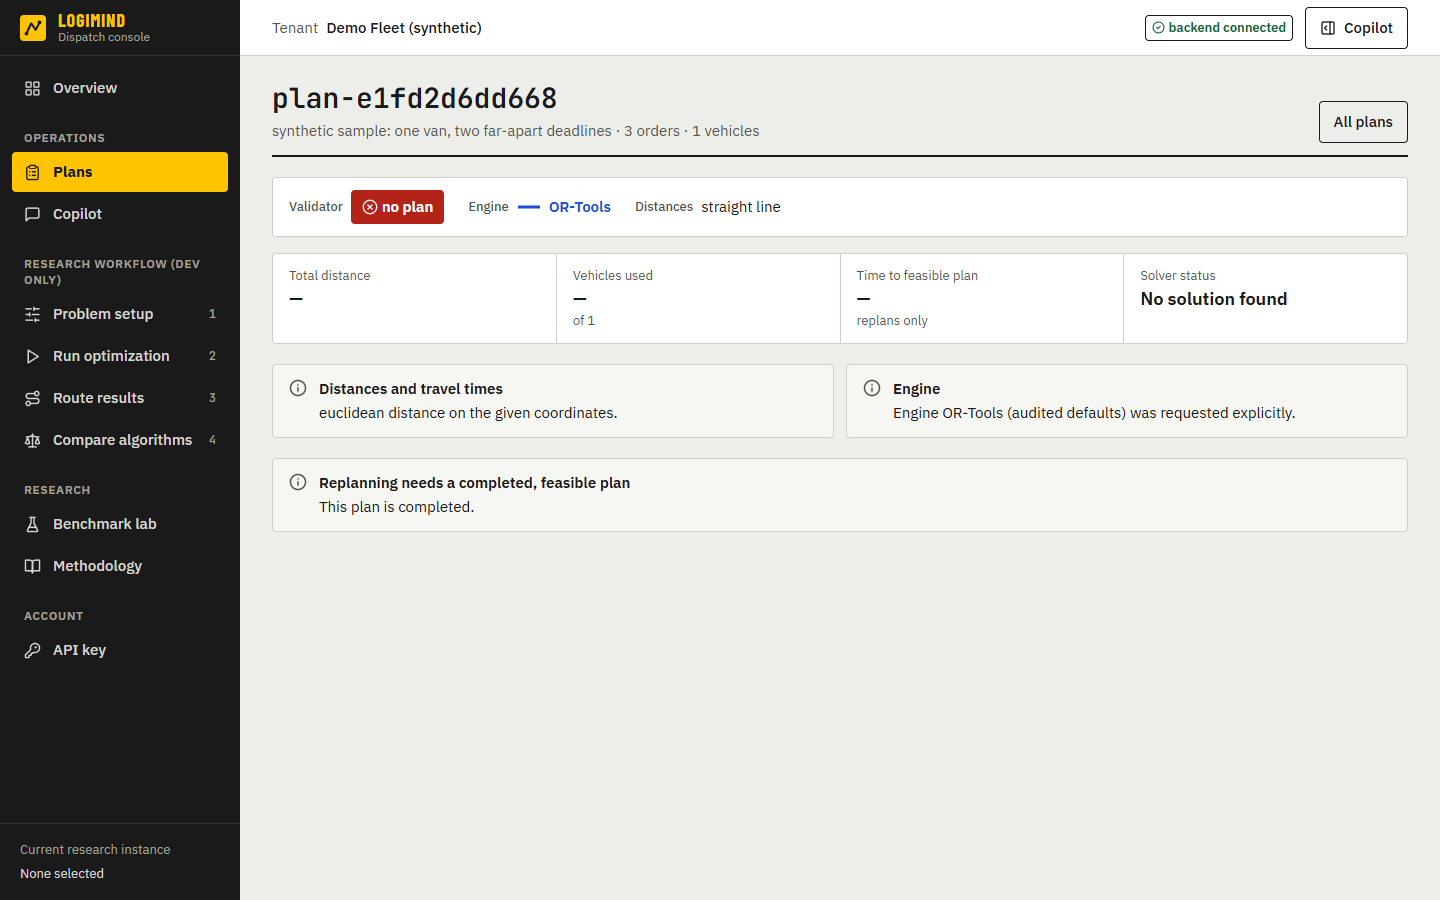 LOGIMIND
Dispatch console
Tenant Demo Fleet (synthetic)
backend connected
Copilot
Overview
OPERATIONS
Plans
Copilot
RESEARCH WORKFLOW (DEV
ONLY)
Problem setup 1
Run optimization 2
Route results 3
Compare algorithms 4
RESEARCH
Benchmark lab
Methodology
ACCOUNT
API key
Current research instance
None selected
plan-e1fd2d6dd668
synthetic sample: one van, two far-apart deadlines · 3 orders · 1 vehicles
All plans
Validator no plan Engine OR-Tools Distances straight line
Total distance
—
Vehicles used
—
of 1
Time to feasible plan
—
replans only
Solver status
No solution found
Distances and travel times
euclidean distance on the given coordinates.
Engine
Engine OR-Tools (audited defaults) was requested explicitly.
Replanning needs a completed, feasible plan
This plan is completed.